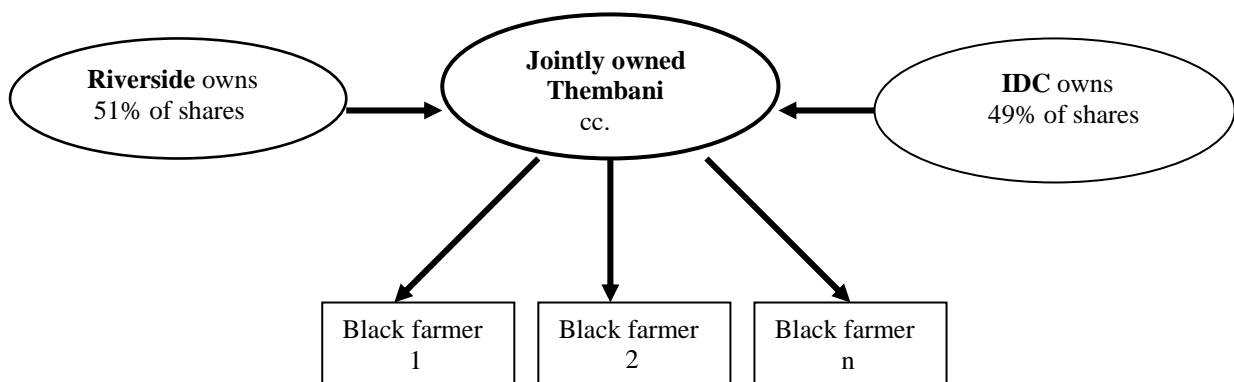 Riverside owns
51% of shares
Jointly owned
Thembani
cc.
IDC owns
49% of shares
Black farmer
1
Black farmer
2
Black farmer
n